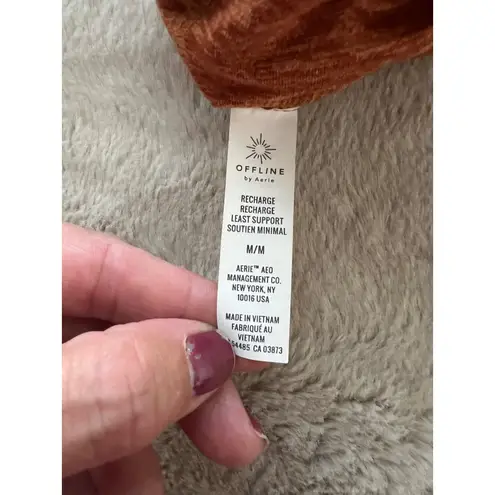 OFFLINE
by Aerie
RECHARGE
RECHARGE
LEAST SUPPORT
SOUTIEN MINIMAL
M/M
AERIE™ AEO
MANAGEMENT CO.
NEW YORK, NY
10016 USA
MADE IN VIETNAM
FABRIQUÉ AU
VIETNAM
CA 03873